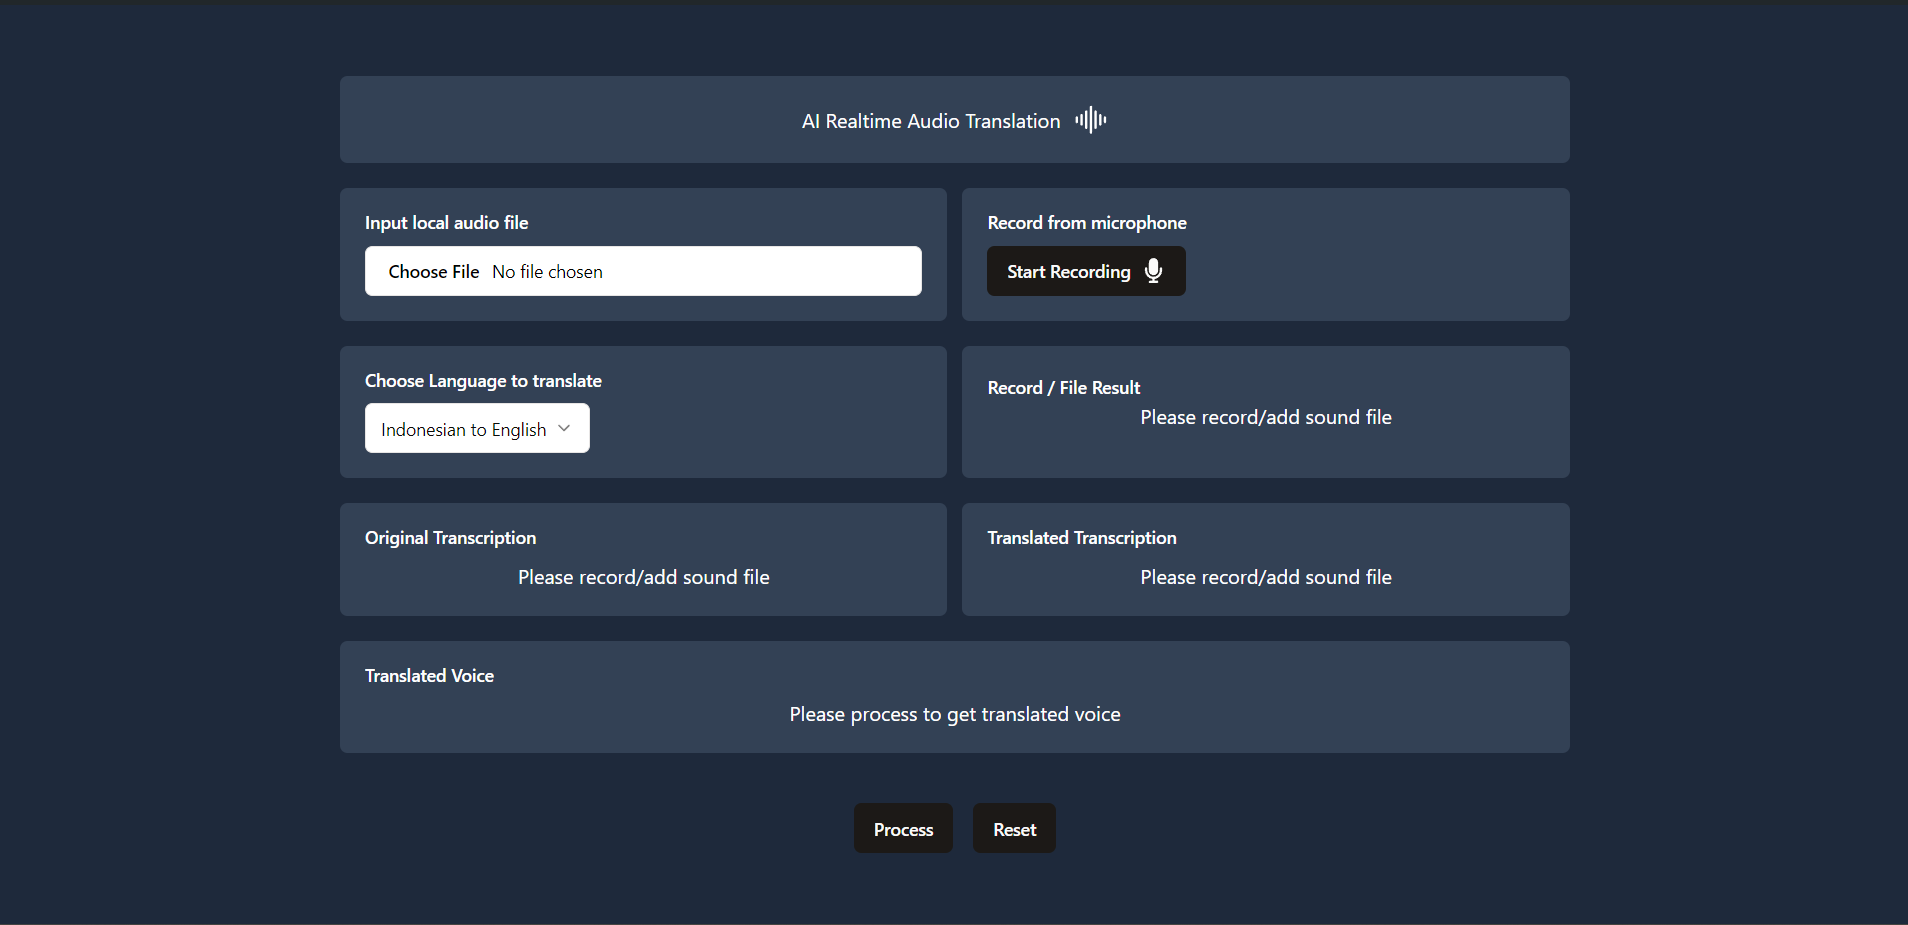 AI Realtime Audio Translation
Input local audio file
Choose File No file chosen
Record from microphone
Start Recording
Choose Language to translate
Indonesian to English
Record / File Result
Please record/add sound file
Original Transcription
Please record/add sound file
Translated Transcription
Please record/add sound file
Translated Voice
Please process to get translated voice
Process
Reset